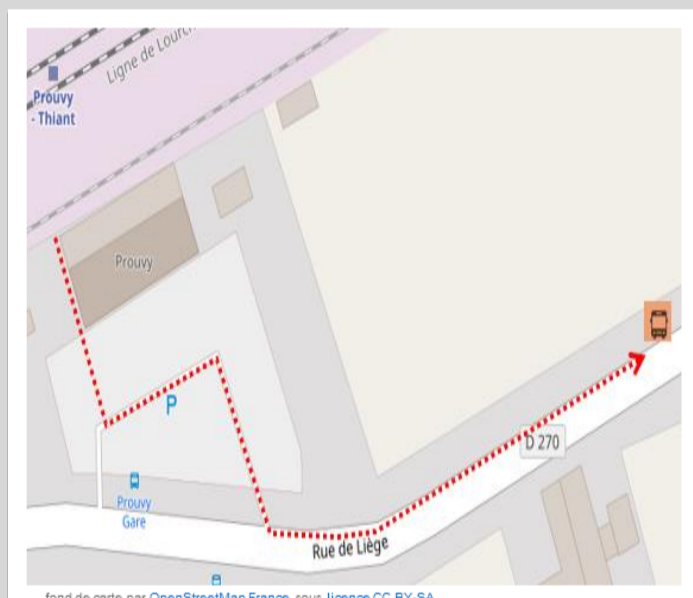 Ligne de Lourch
Prouvy
- Thiant
Prouvy
P
D 270
Prouvy
Gare
Rue de Liège
fond de carte par OpenStreetMap France, sous licence CC BY-SA